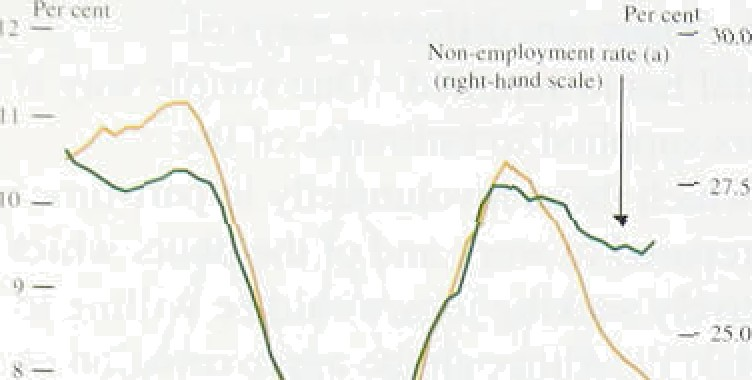 Per cent
Per cent
12
30.0
Non-employment rate (a)
(right-hand scale)
11
27.5
10
9
25.0
8